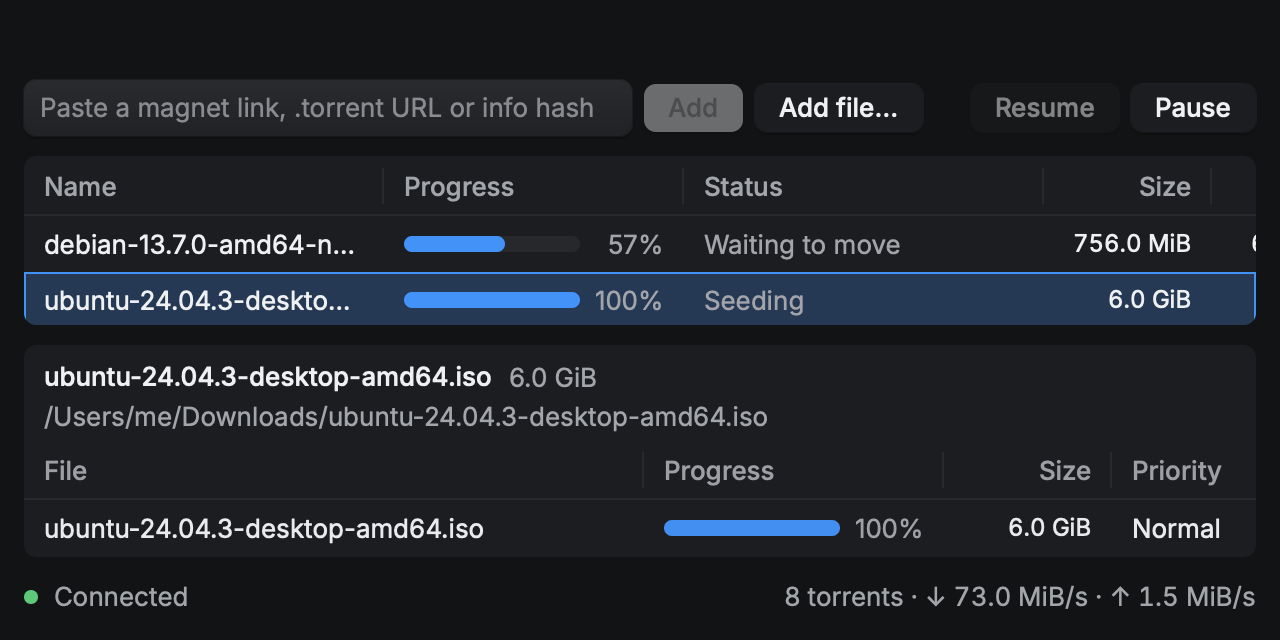 Paste a magnet link, .torrent URL or info hash Add Add file... Resume Pause
Name Progress Status Size
debian-13.7.0-amd64-n... 57% Waiting to move 756.0 MiB
ubuntu-24.04.3-deskto... 100% Seeding 6.0 GiB
ubuntu-24.04.3-desktop-amd64.iso 6.0 GiB
/Users/me/Downloads/ubuntu-24.04.3-desktop-amd64.iso
File Progress Size Priority
ubuntu-24.04.3-desktop-amd64.iso 100% 6.0 GiB Normal
Connected 8 torrents · ↓ 73.0 MiB/s · ↑ 1.5 MiB/s